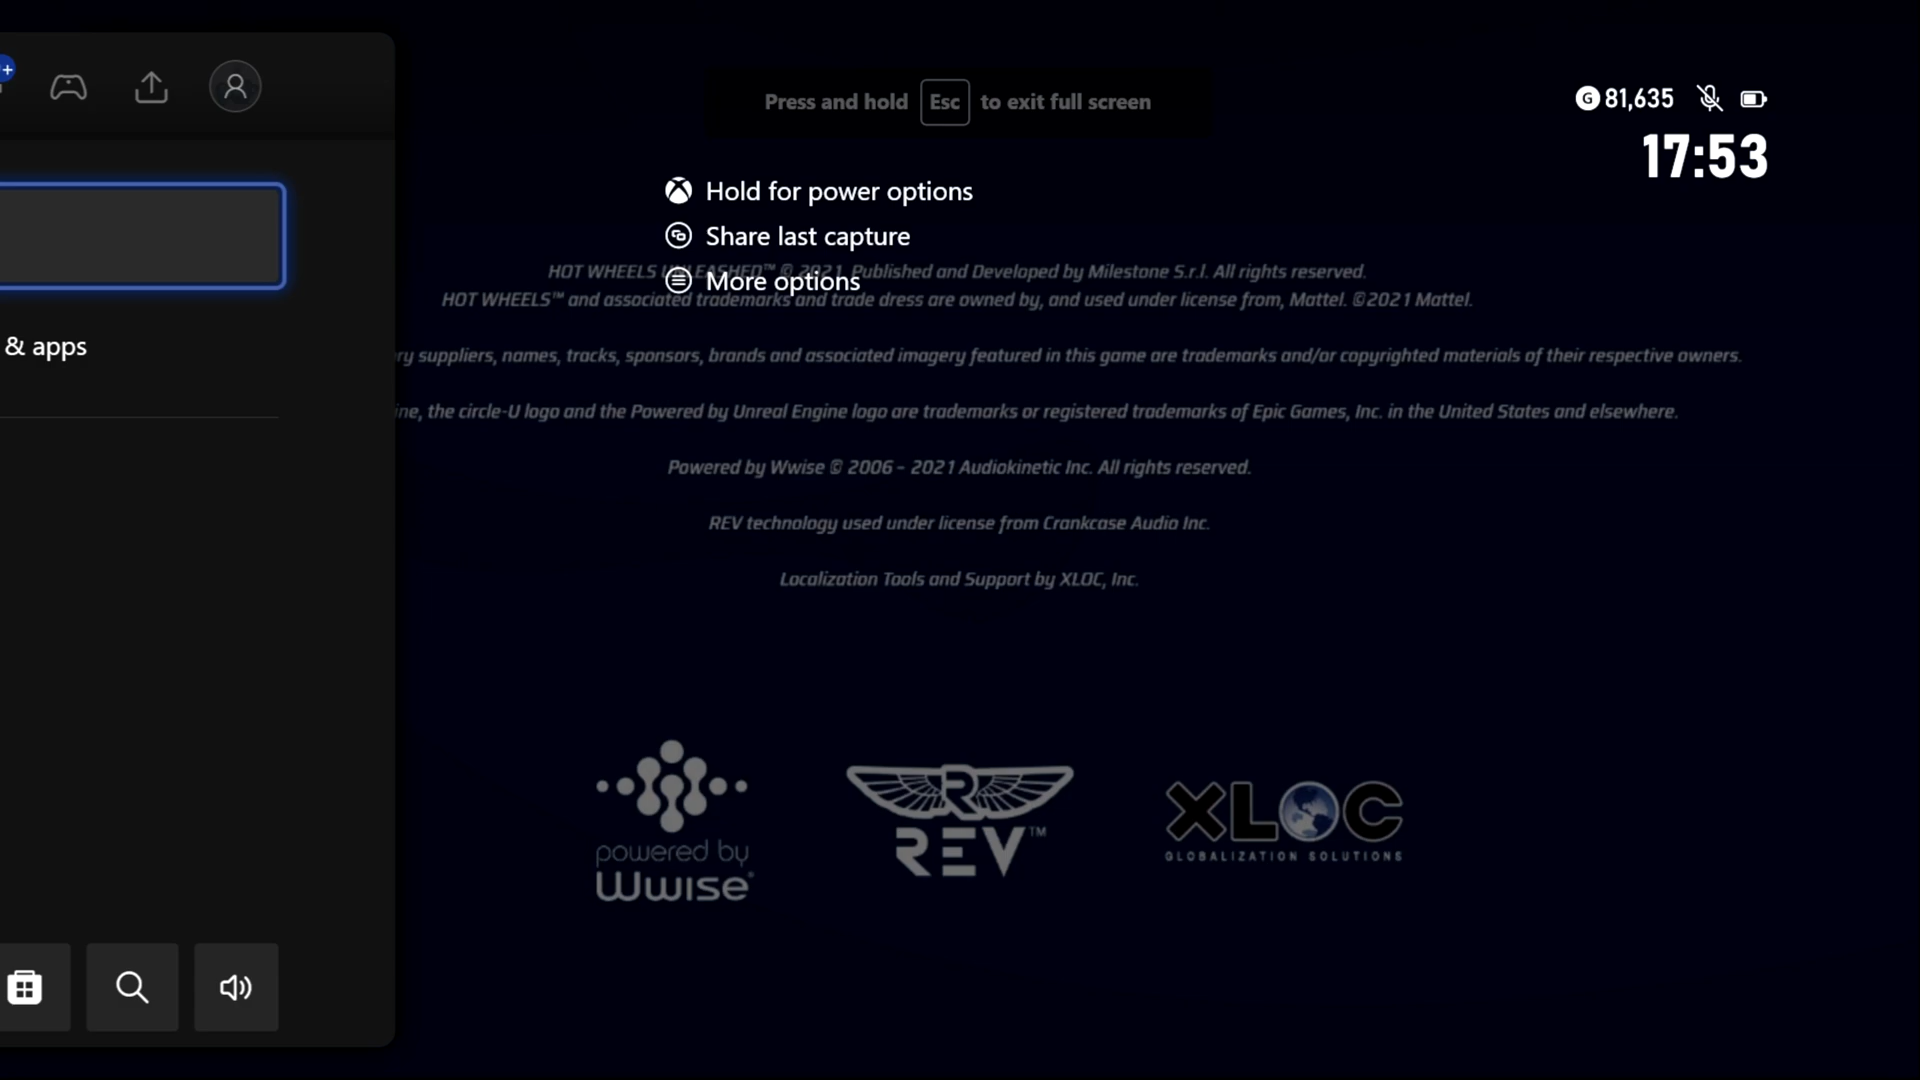 +
Press and hold Esc to exit full screen
G 81,635
17:53
Hold for power options
Share last capture
More options
HOT WHEELS UNLEASHED™ © 2021. Published and Developed by Milestone S.r.l. All rights reserved.
HOT WHEELS™ and associated trademarks and trade dress are owned by, and used under license from, Mattel. ©2021 Mattel.
& apps
ry suppliers, names, tracks, sponsors, brands and associated imagery featured in this game are trademarks and/or copyrighted materials of their respective owners.
ine, the circle-U logo and the Powered by Unreal Engine logo are trademarks or registered trademarks of Epic Games, Inc. in the United States and elsewhere.
Powered by Wwise © 2006 - 2021 Audiokinetic Inc. All rights reserved.
REV technology used under license from Crankcase Audio Inc.
Localization Tools and Support by XLOC, Inc.
powered by
Wwise®
R
REV™
XLOC
GLOBALIZATION SOLUTIONS